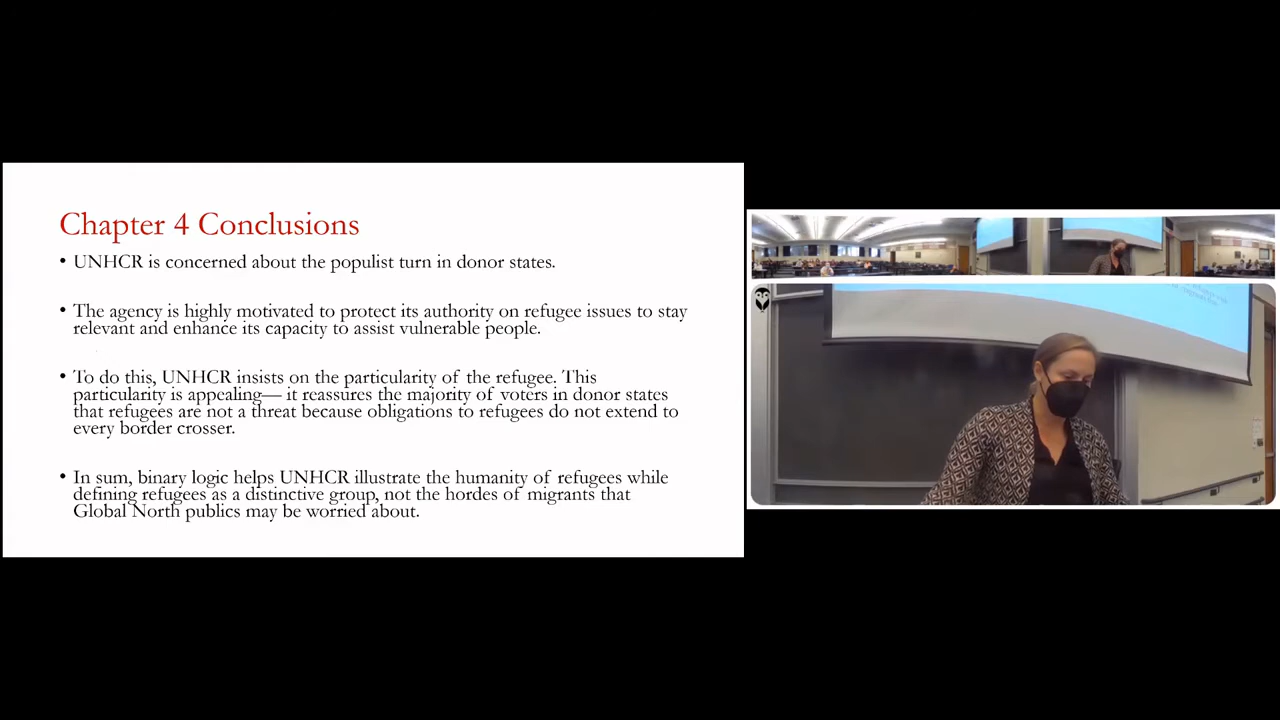 Chapter 4 Conclusions
• UNHCR is concerned about the populist turn in donor states.
• The agency is highly motivated to protect its authority on refugee issues to stay
relevant and enhance its capacity to assist vulnerable people.
• To do this, UNHCR insists on the particularity of the refugee. This
particularity is appealing— it reassures the majority of voters in donor states
that refugees are not a threat because obligations to refugees do not extend to
every border crosser.
• In sum, binary logic helps UNHCR illustrate the humanity of refugees while
defining refugees as a distinctive group, not the hordes of migrants that
Global North publics may be worried about.